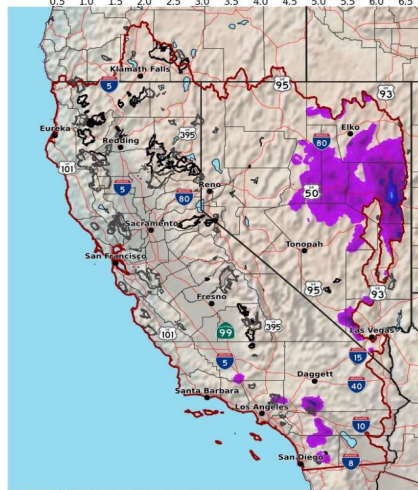 0.5 1.0 1.5 2.0 2.5 3.0 3.5 4.0 4.5 5.0 5.5 6.0 6.5
Klamath Falls
5
95
93
Elko
80
Eureka
Redding
395
101
5
Reno
80
50
Sacramento
Tonopah
San Francisco
95
93
Fresno
99
395
Las Vegas
101
5
15
Daggett
40
Santa Barbara
Los Angeles
10
San Diego
8